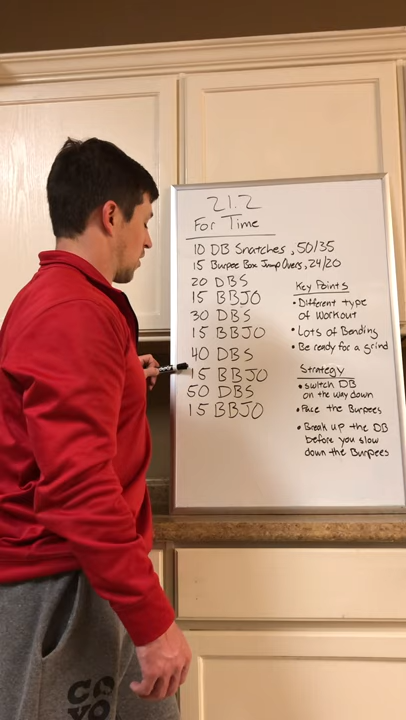 21.2
For Time
10 DB Snatches, 50/35
15 Burpee Box Jump Overs, 24/20
20 DBS
15 BBJO
30 DBS
15 BBJO
40 DBS
15 BBJO
50 DBS
15 BBJO
Key Points
• Different type
of workout
• Lots of Bending
• Be ready for a grind
Strategy
• Switch DB
on the way down
• Pace the Burpees
• Break up the DB
before you slow
down the Burpees
CO
YO